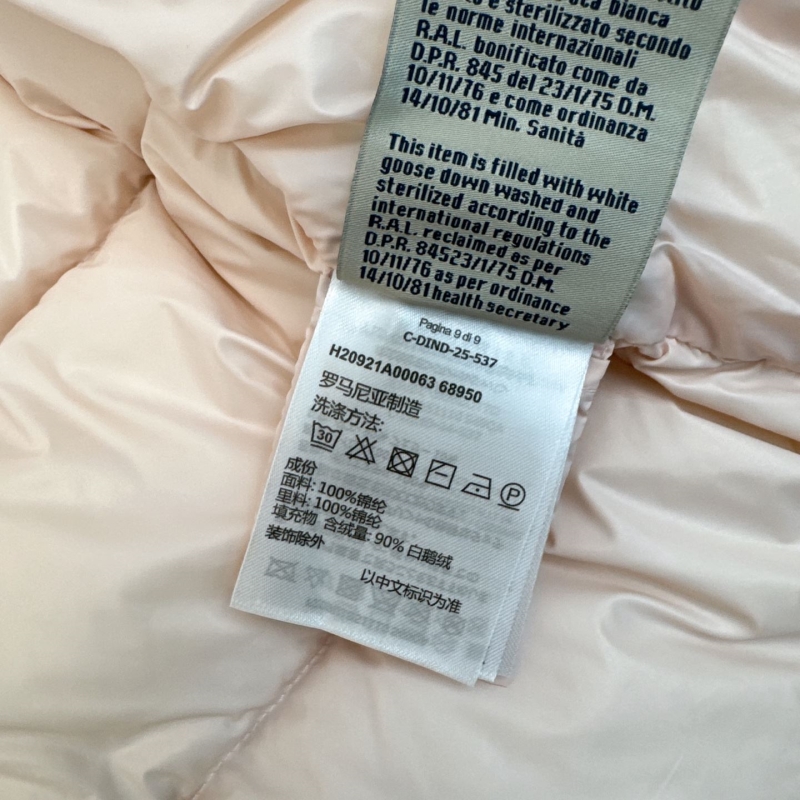 bianca
e sterilizzato secondo
le norme internazionali
R.A.L. bonificato come da
D.P.R. 845 del 23/1/75 D.M.
10/11/76 e come ordinanza
14/10/81 Min. Sanità
This item is filled with white
goose down washed and
sterilized according to the
international regulations
R.A.L. reclaimed as per
D.P.R. 84523/1/75 D.M.
10/11/76 as per ordinance
14/10/81 health secretary
Pagina 9 di 9
C-DIND-25-537
H20921A00063 68950
罗马尼亚制造
洗涤方法:
30
P
成份
面料: 100%锦纶
里料: 100%锦纶
填充物 含绒量: 90% 白鹅绒
装饰除外
以中文标识为准